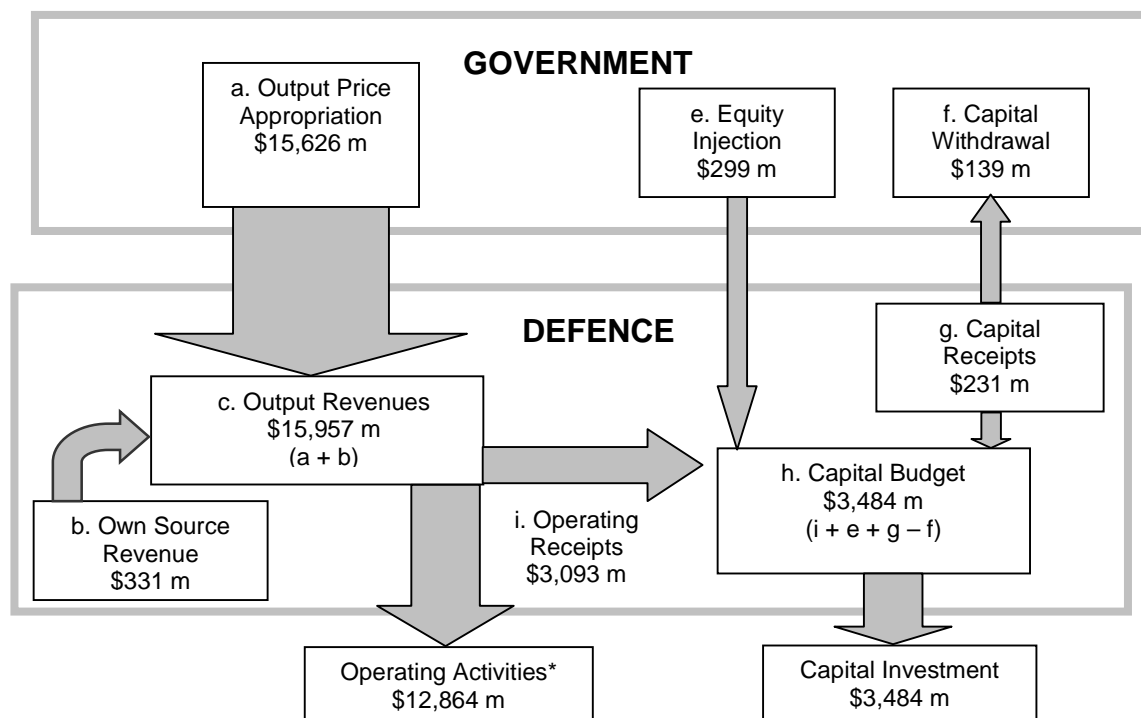 GOVERNMENT
a. Output Price
Appropriation
$15,626 m
e. Equity
Injection
$299 m
f. Capital
Withdrawal
$139 m
DEFENCE
g. Capital
Receipts
$231 m
c. Output Revenues
$15,957 m
(a + b)
h. Capital Budget
$3,484 m
(i + e + g – f)
b. Own Source
Revenue
$331 m
i. Operating
Receipts
$3,093 m
Operating Activities*
$12,864 m
Capital Investment
$3,484 m